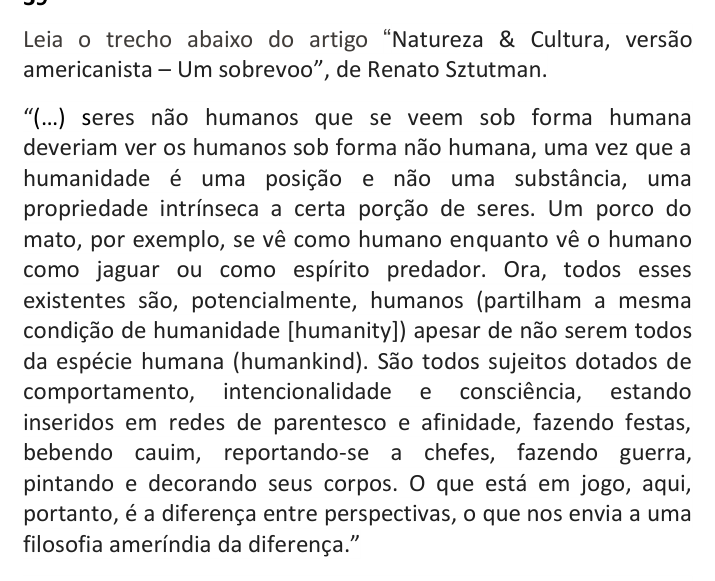 39
Leia o trecho abaixo do artigo “Natureza & Cultura, versão
americanista – Um sobrevoo”, de Renato Sztutman.
“(...) seres não humanos que se veem sob forma humana
deveriam ver os humanos sob forma não humana, uma vez que a
humanidade é uma posição e não uma substância, uma
propriedade intrínseca a certa porção de seres. Um porco do
mato, por exemplo, se vê como humano enquanto vê o humano
como jaguar ou como espírito predador. Ora, todos esses
existentes são, potencialmente, humanos (partilham a mesma
condição de humanidade [humanity]) apesar de não serem todos
da espécie humana (humankind). São todos sujeitos dotados de
comportamento, intencionalidade e consciência, estando
inseridos em redes de parentesco e afinidade, fazendo festas,
bebendo cauim, reportando-se a chefes, fazendo guerra,
pintando e decorando seus corpos. O que está em jogo, aqui,
portanto, é a diferença entre perspectivas, o que nos envia a uma
filosofia ameríndia da diferença.”